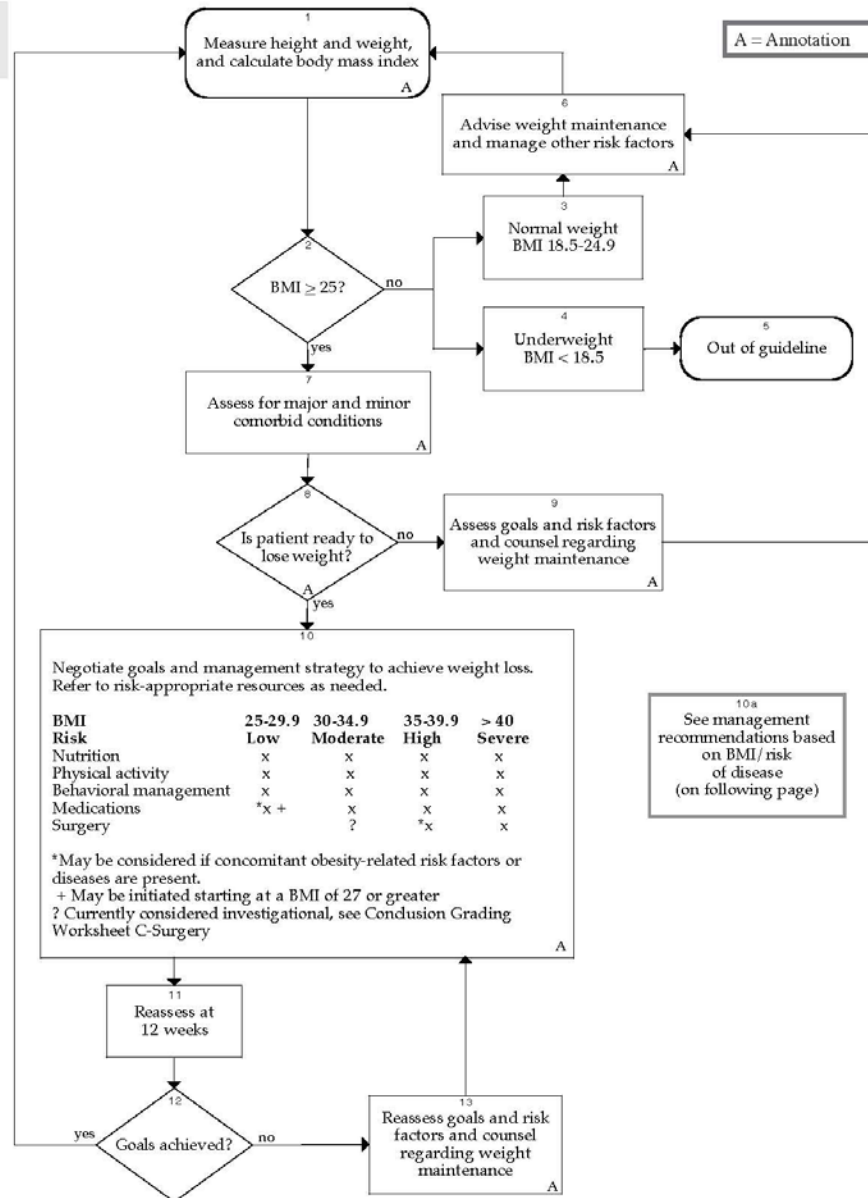 1
Measure height and weight,
and calculate body mass index
A
A = Annotation
6
Advise weight maintenance
and manage other risk factors
A
3
Normal weight
BMI 18.5-24.9
2
BMI ≥ 25?
no
yes
4
Underweight
BMI < 18.5
5
Out of guideline
7
Assess for major and minor
comorbid conditions
A
8
Is patient ready to
lose weight?
A
no
yes
9
Assess goals and risk factors
and counsel regarding
weight maintenance
A
10
Negotiate goals and management strategy to achieve weight loss.
Refer to risk-appropriate resources as needed.
BMI 25-29.9 30-34.9 35-39.9 > 40
Risk Low Moderate High Severe
Nutrition x x x x
Physical activity x x x x
Behavioral management x x x x
Medications *x + x x x
Surgery ? *x x
*May be considered if concomitant obesity-related risk factors or
diseases are present.
+ May be initiated starting at a BMI of 27 or greater
? Currently considered investigational, see Conclusion Grading
Worksheet C-Surgery
A
10a
See management
recommendations based
on BMI/risk
of disease
(on following page)
11
Reassess at
12 weeks
12
Goals achieved?
yes
no
13
Reassess goals and risk
factors and counsel
regarding weight
maintenance
A